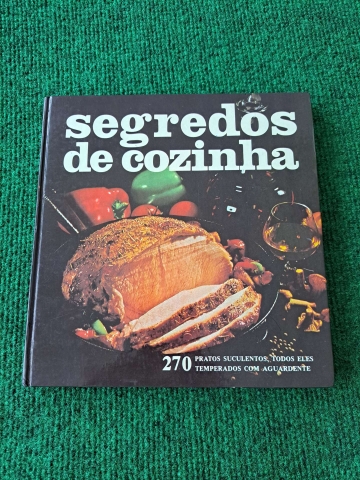 segredos
de cozinha
270 PRATOS SUCULENTOS, TODOS ELES
TEMPERADOS COM AGUARDENTE